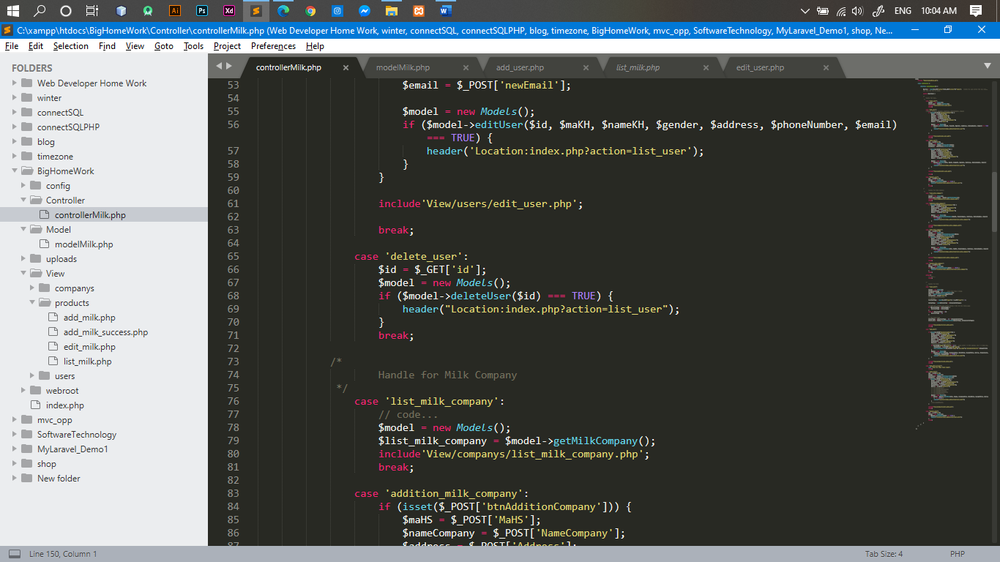 Ai
Ps
Xd
ENG
10:04 AM
C:\xampp\htdocs\BigHomeWork\Controller\controllerMilk.php (Web Developer Home Work, winter, connectSQL, connectSQLPHP, blog, timezone, BigHomeWork, mvc_opp, SoftwareTechnology, MyLaravel_Demo1, shop, Ne...
File Edit Selection Find View Goto Tools Project Preferences Help
FOLDERS
Web Developer Home Work
winter
connectSQL
connectSQLPHP
blog
timezone
BigHomeWork
config
Controller
controllerMilk.php
Model
modelMilk.php
uploads
View
companys
products
add_milk.php
add_milk_success.php
edit_milk.php
list_milk.php
users
webroot
index.php
mvc_opp
SoftwareTechnology
MyLaravel_Demo1
shop
New folder
controllerMilk.php modelMilk.php add_user.php list_milk.php edit_user.php
53 $email = $_POST['newEmail'];
54
55 $model = new Models();
56 if ($model->editUser($id, $maKH, $nameKH, $gender, $address, $phoneNumber, $email)
=== TRUE) {
57 header('Location:index.php?action=list_user');
58 }
59 }
60
61 include'View/users/edit_user.php';
62
63 break;
64
65 case 'delete_user':
66 $id = $_GET['id'];
67 $model = new Models();
68 if ($model->deleteUser($id) === TRUE) {
69 header("Location:index.php?action=list_user");
70 }
71 break;
72
73 /*
74 Handle for Milk Company
75 */
76 case 'list_milk_company':
77 // code...
78 $model = new Models();
79 $list_milk_company = $model->getMilkCompany();
80 include'View/companys/list_milk_company.php';
81 break;
82
83 case 'addition_milk_company':
84 if (isset($_POST['btnAdditionCompany'])) {
85 $maHS = $_POST['MaHS'];
86 $nameCompany = $_POST['NameCompany'];
87 $address = $_POST['Address'];
Line 150, Column 1
Tab Size: 4
PHP